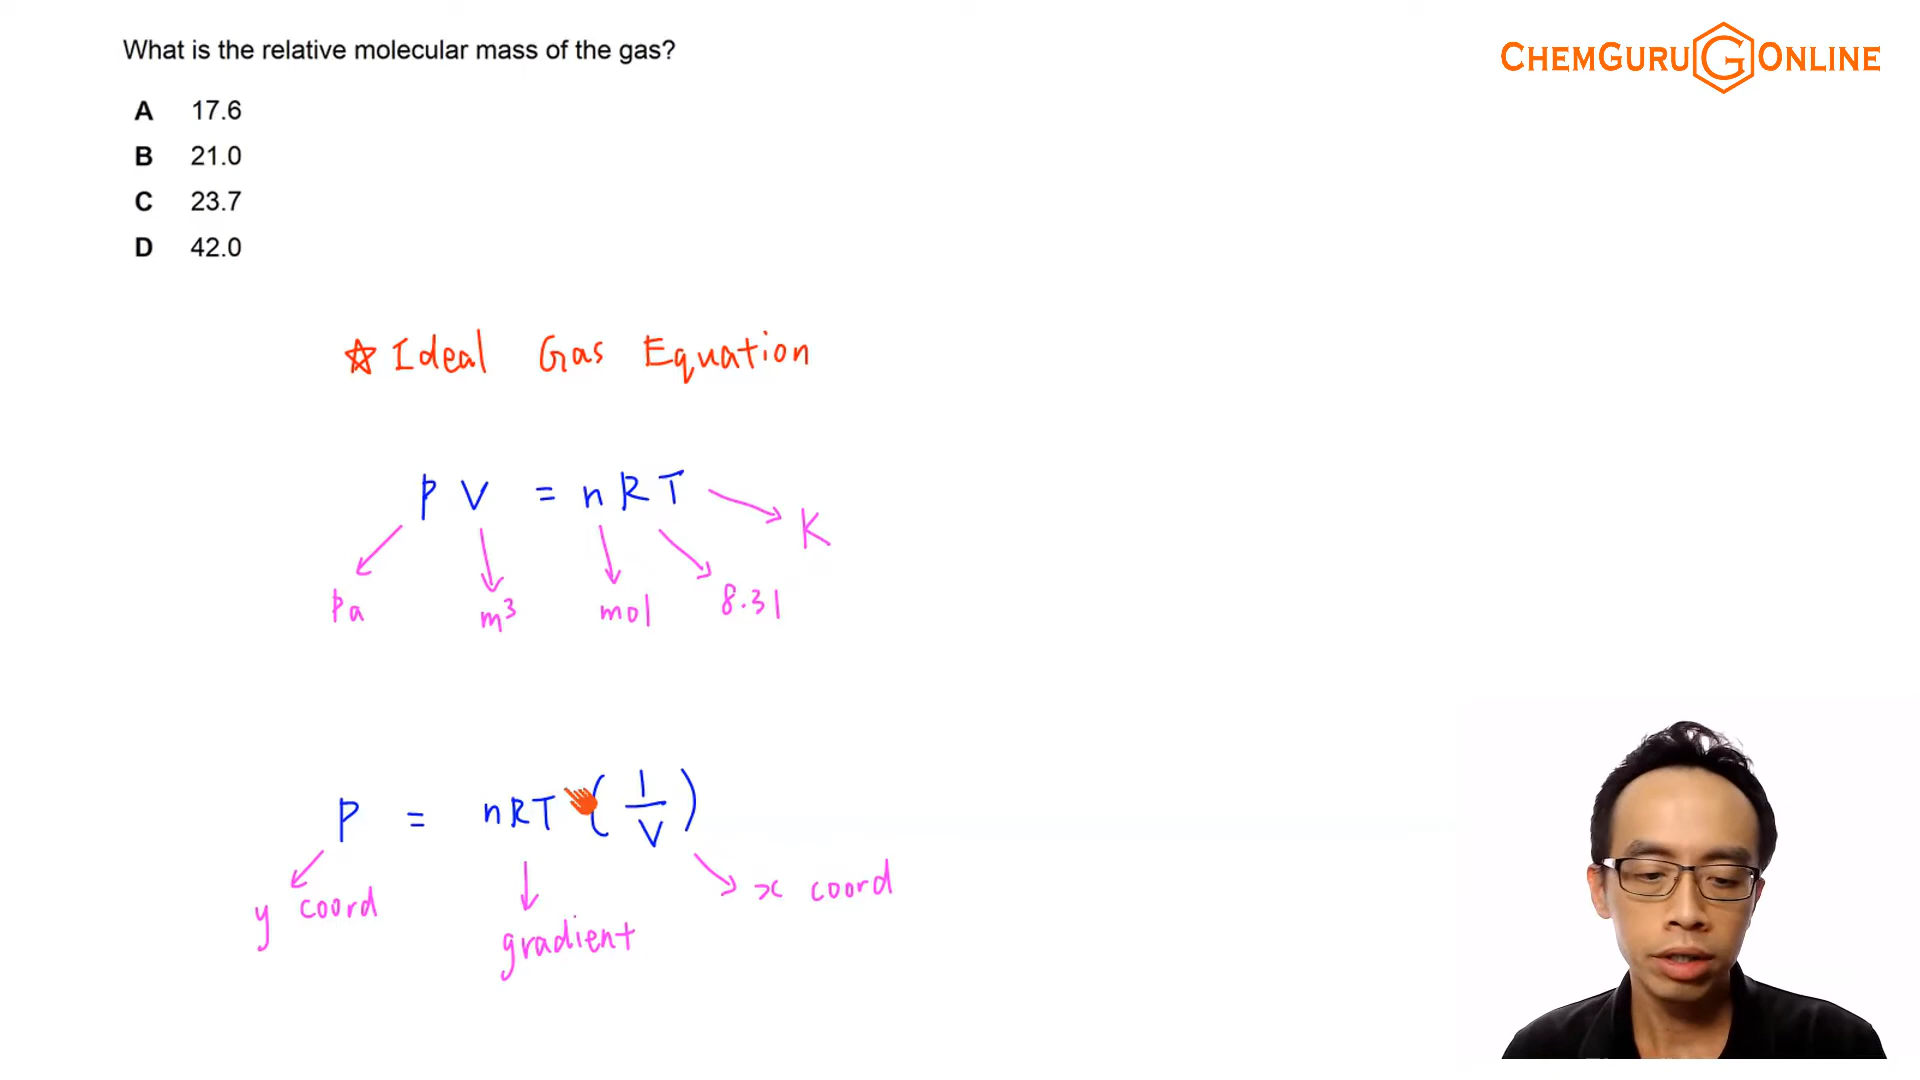 What is the relative molecular mass of the gas?
CHEMGURU G ONLINE
A 17.6
B 21.0
C 23.7
D 42.0
☆ Ideal Gas Equation
PV = nRT
K
Pa m³ mol 8.31
P = nRT (1/V)
y coord gradient x coord